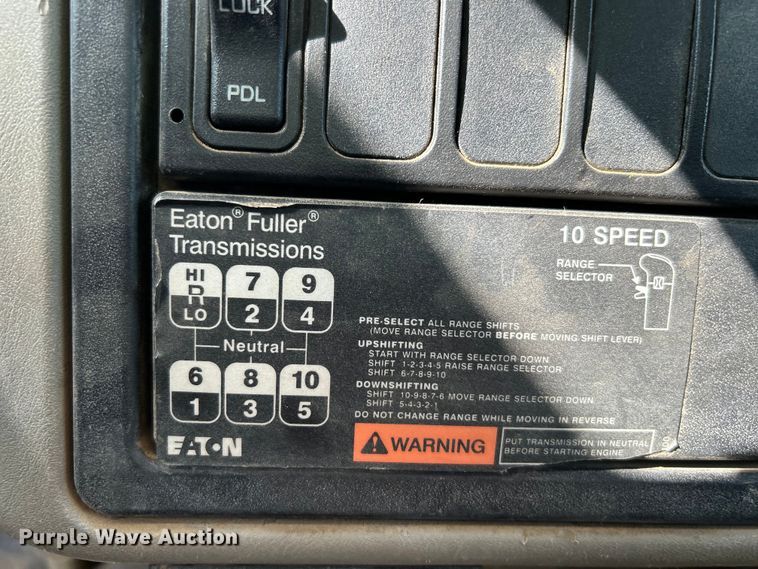 LOCK
PDL
Eaton® Fuller®
Transmissions
10 SPEED
RANGE
SELECTOR
HI 7 9
R
LO 2 4
Neutral
6 8 10
1 3 5
EATON
PRE-SELECT ALL RANGE SHIFTS
(MOVE RANGE SELECTOR BEFORE MOVING SHIFT LEVER)
UPSHIFTING
START WITH RANGE SELECTOR DOWN
SHIFT 1-2-3-4-5 RAISE RANGE SELECTOR
SHIFT 6-7-8-9-10
DOWNSHIFTING
SHIFT 10-9-8-7-6 MOVE RANGE SELECTOR DOWN
SHIFT 5-4-3-2-1
DO NOT CHANGE RANGE WHILE MOVING IN REVERSE
WARNING
PUT TRANSMISSION IN NEUTRAL
BEFORE STARTING ENGINE
Purple Wave Auction